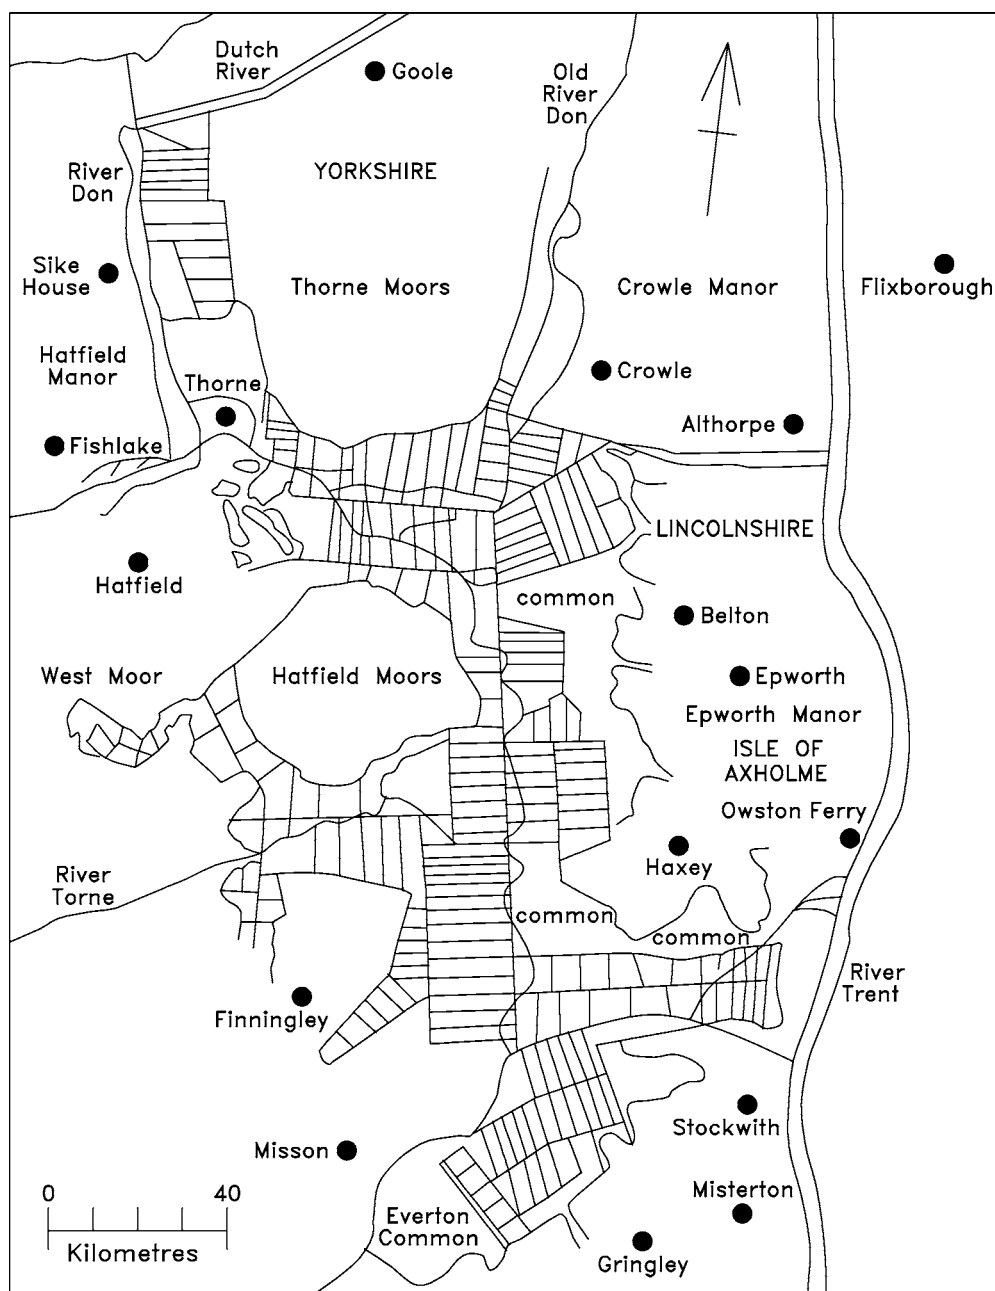 Dutch
River
Goole
Old
River
Don
River
Don
YORKSHIRE
Sike
House
Thorne Moors
Crowle Manor
Flixborough
Hatfield
Manor
Thorne
Crowle
Fishlake
Althorpe
LINCOLNSHIRE
Hatfield
common
Belton
West Moor
Hatfield Moors
Epworth
Epworth Manor
ISLE OF
AXHOLME
Owston Ferry
Haxey
River
Torne
common
common
River
Trent
Finningley
Stockwith
Misson
Misterton
0 40
Kilometres
Everton
Common
Gringley